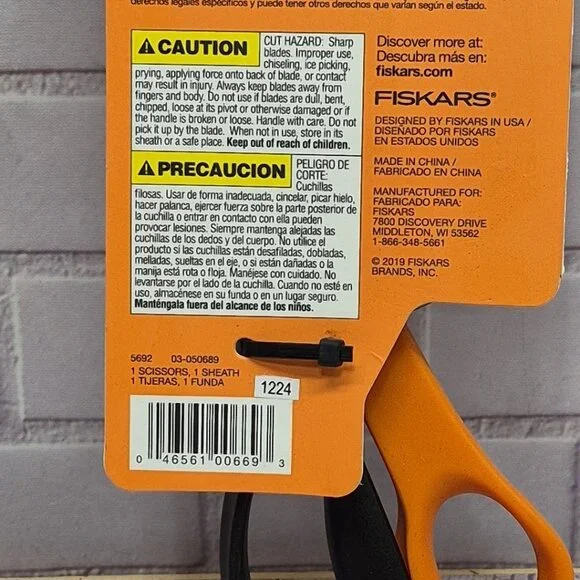 derechos legales específicos y puede tener otros derechos que varían según el estado.
CAUTION
CUT HAZARD: Sharp
blades. Improper use,
chiseling, ice picking,
prying, applying force onto back of blade, or contact
may result in injury. Always keep blades away from
fingers and body. Do not use if blades are dull, bent,
chipped, loose at its pivot or otherwise damaged or if
the handle is broken or loose. Handle with care. Do not
pick it up by the blade. When not in use, store in its
sheath or a safe place. Keep out of reach of children.
PRECAUCION
PELIGRO DE
CORTE:
Cuchillas
filosas. Usar de forma inadecuada, cincelar, picar hielo,
hacer palanca, ejercer fuerza sobre la parte posterior de
la cuchilla o entrar en contacto con ella pueden
provocar lesiones. Siempre mantenga alejadas las
cuchillas de los dedos y del cuerpo. No utilice el
producto si las cuchillas están desafiladas, dobladas,
melladas, sueltas en el eje, o si están dañadas o la
manija está rota o floja. Manéjese con cuidado. No
levantarse por el lado de la cuchilla. Cuando no esté en
uso, almacénese en su funda o en un lugar seguro.
Manténgala fuera del alcance de los niños.
Discover more at:
Descubra más en:
fiskars.com
FISKARS®
DESIGNED BY FISKARS IN USA /
DISEÑADO POR FISKARS
EN ESTADOS UNIDOS
MADE IN CHINA /
FABRICADO EN CHINA
MANUFACTURED FOR:
FABRICADO PARA:
FISKARS
7800 DISCOVERY DRIVE
MIDDLETON, WI 53562
1-866-348-5661
© 2019 FISKARS
BRANDS, INC.
5692 03-050689
1 SCISSORS, 1 SHEATH
1 TIJERAS, 1 FUNDA
1224
0 46561 00669 3